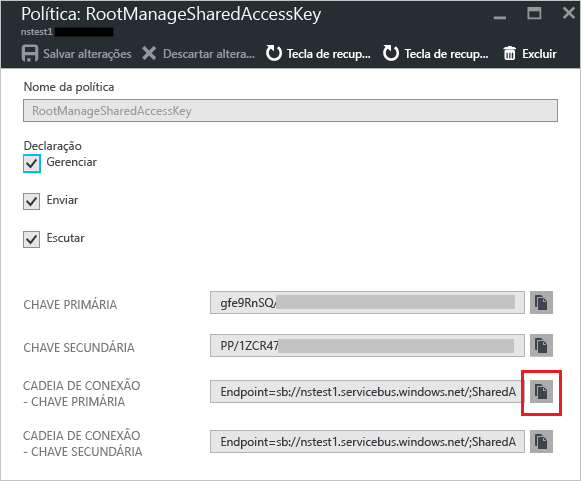 Política: RootManageSharedAccessKey
nstest1
Salvar alterações Descartar altera... Tecla de recup... Tecla de recup... Excluir
Nome da política
RootManageSharedAccessKey
Declaração
Gerenciar
Enviar
Escutar
CHAVE PRIMÁRIA gfe9RnSQ/
CHAVE SECUNDÁRIA PP/1ZCR47
CADEIA DE CONEXÃO
- CHAVE PRIMÁRIA
Endpoint=sb://nstest1.servicebus.windows.net/;SharedA
CADEIA DE CONEXÃO
- CHAVE SECUNDÁRIA
Endpoint=sb://nstest1.servicebus.windows.net/;SharedA